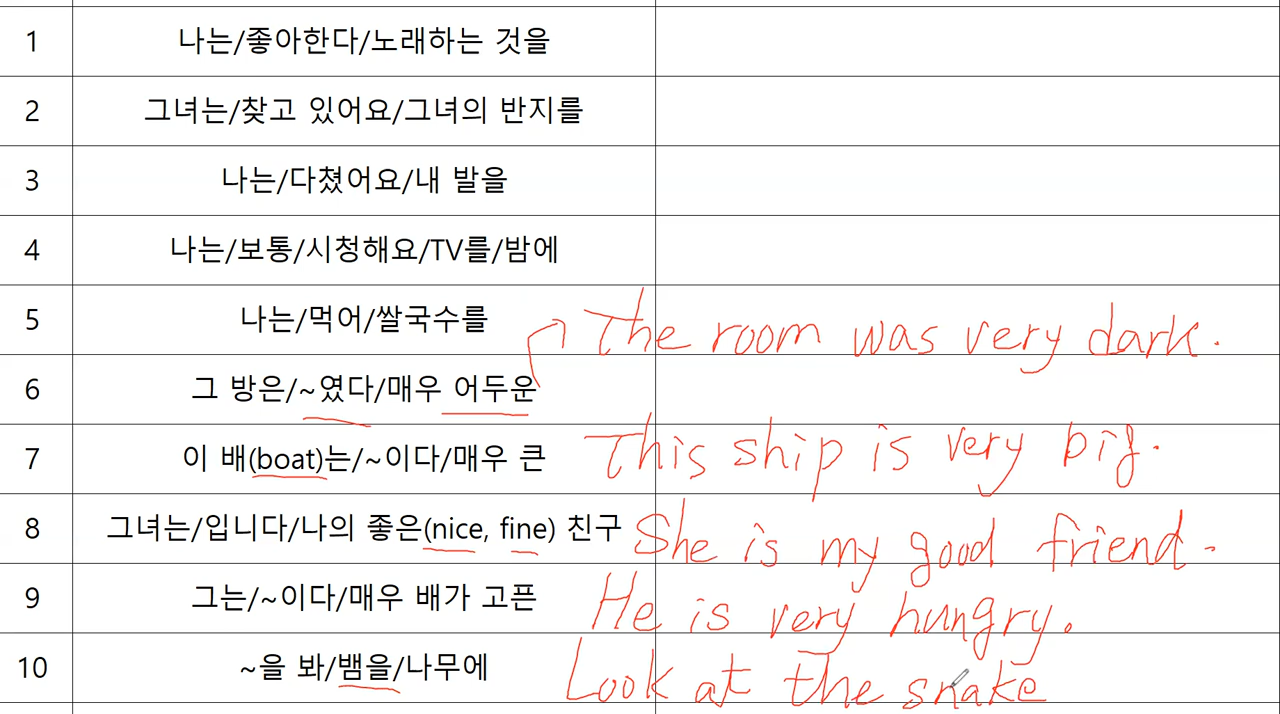 1 나는/좋아한다/노래하는 것을
2 그녀는/찾고 있어요/그녀의 반지를
3 나는/다쳤어요/내 발을
4 나는/보통/시청해요/TV를/밤에
5 나는/먹어/쌀국수를
The room was very dark.
6 그 방은/~였다/매우 어두운
7 이 배(boat)는/~이다/매우 큰 This ship is very big.
8 그녀는/입니다/나의 좋은(nice, fine) 친구 She is my good friend.
9 그는/~이다/매우 배가 고픈 He is very hungry.
10 ~을 봐/뱀을/나무에 Look at the snake